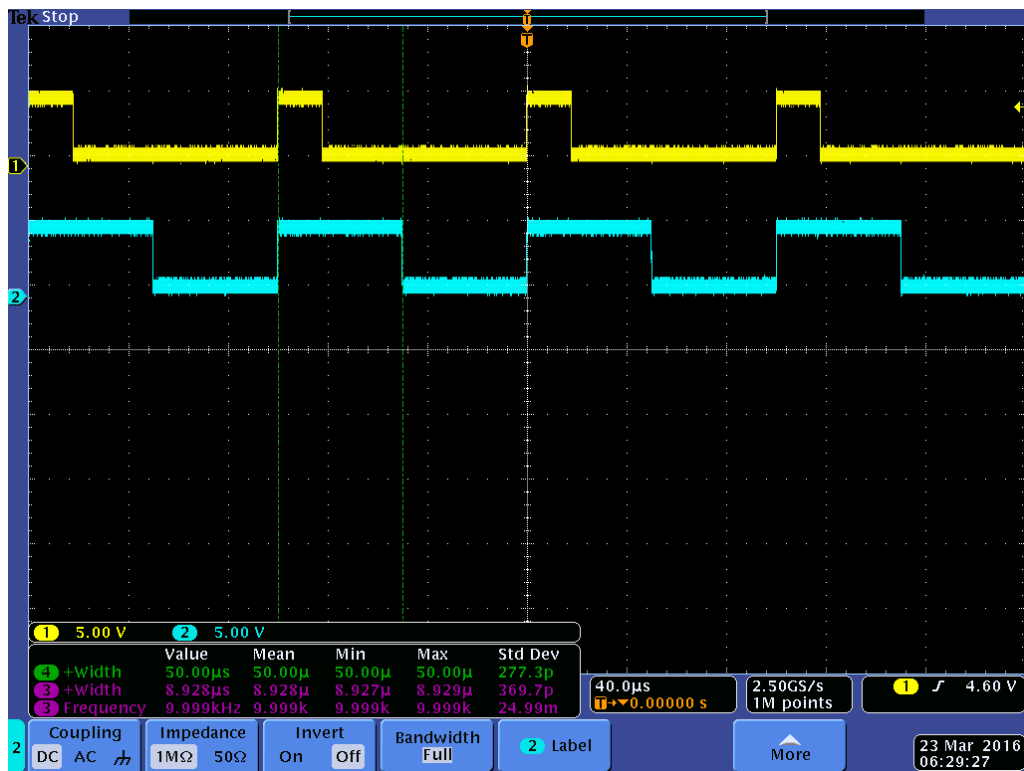 Tek Stop
T
T
1
2
1 5.00 V 2 5.00 V
Value Mean Min Max Std Dev
4 +Width 50.00µs 50.00µ 50.00µ 50.00µ 277.3p
3 +Width 8.928µs 8.928µ 8.927µ 8.929µ 369.7p
3 Frequency 9.999kHz 9.999k 9.999k 9.999k 24.99m
40.0µs
T→▼0.00000 s
2.50GS/s
1M points
1 4.60 V
2
Coupling
DC AC
Impedance
1MΩ 50Ω
Invert
On Off
Bandwidth
Full
2 Label
More
23 Mar 2016
06:29:27